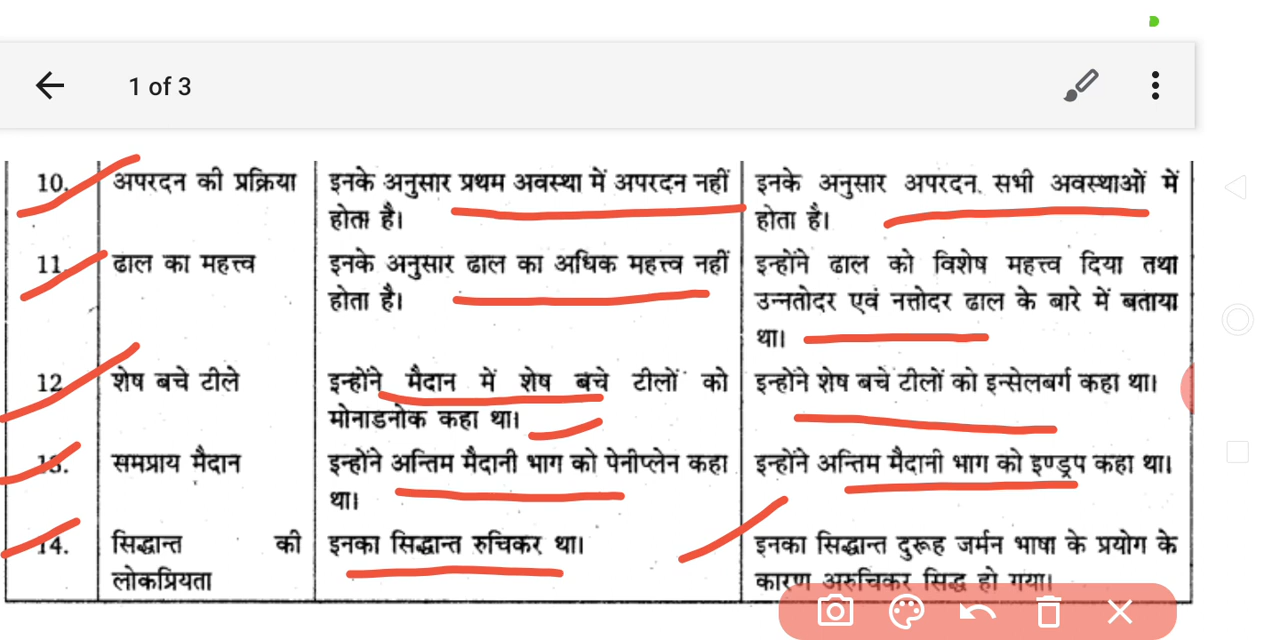 1 of 3
10. अपरदन की प्रक्रिया इनके अनुसार प्रथम अवस्था में अपरदन नहीं इनके अनुसार अपरदन सभी अवस्थाओं में
होता है। होता है।
11. ढाल का महत्त्व इनके अनुसार ढाल का अधिक महत्त्व नहीं इन्होंने ढाल को विशेष महत्त्व दिया तथा
होता है। उन्नतोदर एवं नत्तोदर ढाल के बारे में बताया
था।
12 शेष बचे टीले इन्होंने मैदान में शेष बचे टीलों को इन्होंने शेष बचे टीलों को इन्सेलबर्ग कहा था।
मोनाडनोक कहा था।
13. समप्राय मैदान इन्होंने अन्तिम मैदानी भाग को पेनीप्लेन कहा इन्होंने अन्तिम मैदानी भाग को इण्ड्रप कहा था।
था।
14. सिद्धान्त की इनका सिद्धान्त रुचिकर था। इनका सिद्धान्त दुरूह जर्मन भाषा के प्रयोग के
लोकप्रियता कारण अरुचिकर सिद्ध हो गया।